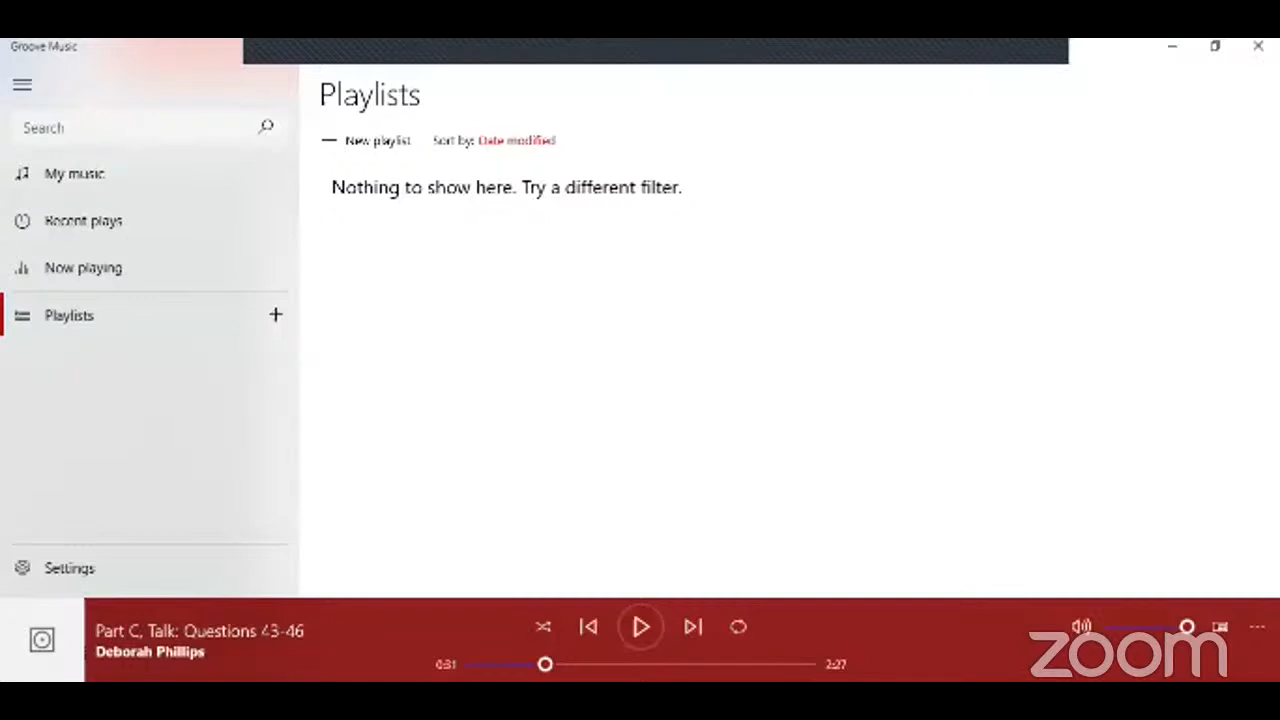 Groove Music
Playlists
Search
New playlist Sort by: Date modified
My music
Nothing to show here. Try a different filter.
Recent plays
Now playing
Playlists
Settings
Part C, Talk: Questions 43-46
Deborah Phillips
0:31
2:27
zoom